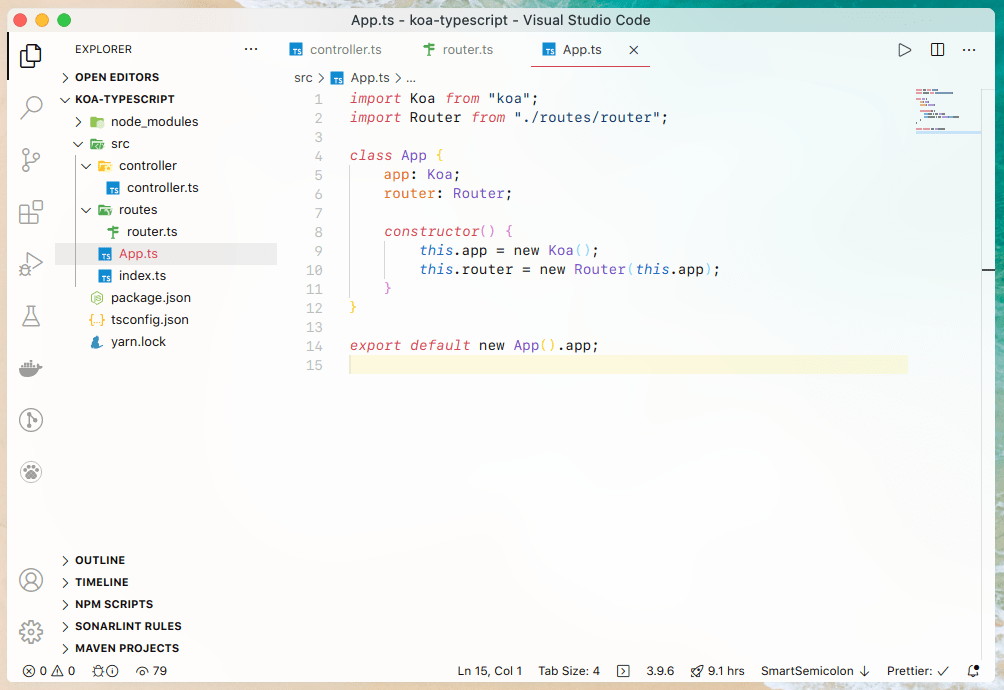 App.ts - koa-typescript - Visual Studio Code
EXPLORER
OPEN EDITORS
KOA-TYPESCRIPT
node_modules
src
controller
TS controller.ts
routes
router.ts
TS App.ts
TS index.ts
package.json
{..} tsconfig.json
yarn.lock
OUTLINE
TIMELINE
NPM SCRIPTS
SONARLINT RULES
MAVEN PROJECTS
TS controller.ts
router.ts
TS App.ts
src > TS App.ts > ...
1 import Koa from "koa";
2 import Router from "./routes/router";
3
4 class App {
5 app: Koa;
6 router: Router;
7
8 constructor() {
9 this.app = new Koa();
10 this.router = new Router(this.app);
11 }
12 }
13
14 export default new App().app;
15
0 0 79 Ln 15, Col 1 Tab Size: 4 3.9.6 9.1 hrs SmartSemicolon ↓ Prettier: ✓